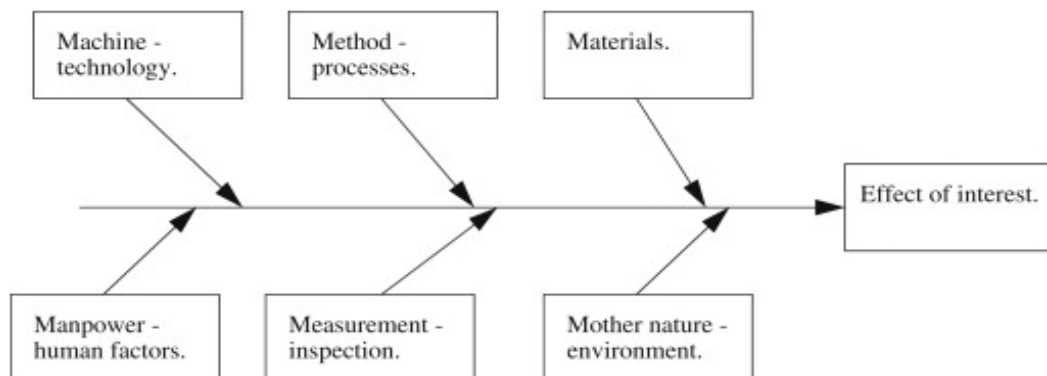 Machine -
technology.
Method -
processes.
Materials.
Effect of interest.
Manpower -
human factors.
Measurement -
inspection.
Mother nature -
environment.